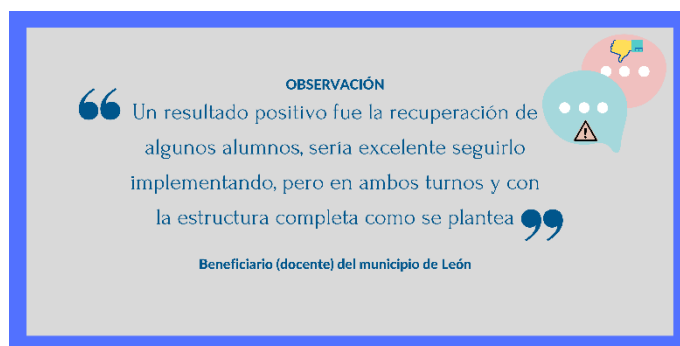 OBSERVACIÓN
“ Un resultado positivo fue la recuperación de
algunos alumnos, sería excelente seguirlo
implementando, pero en ambos turnos y con
la estructura completa como se plantea ”
Beneficiario (docente) del municipio de León